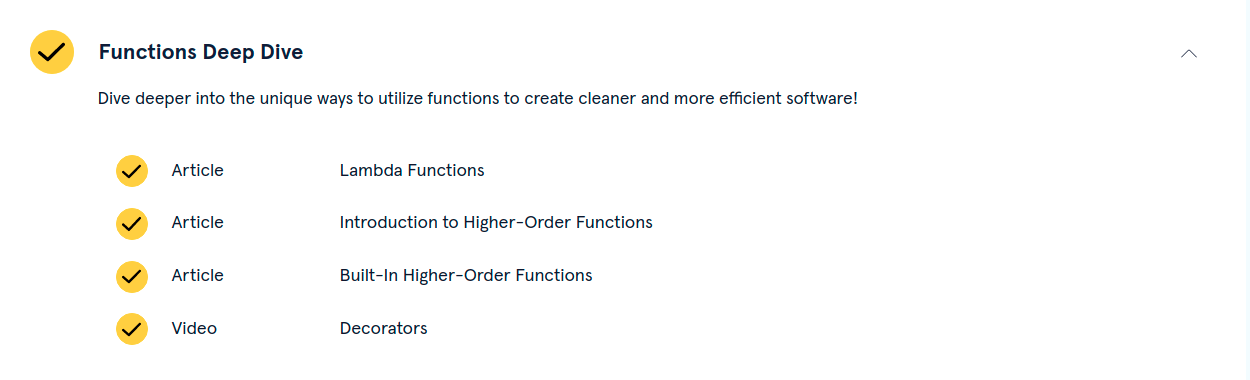 Functions Deep Dive
Dive deeper into the unique ways to utilize functions to create cleaner and more efficient software!
Article Lambda Functions
Article Introduction to Higher-Order Functions
Article Built-In Higher-Order Functions
Video Decorators